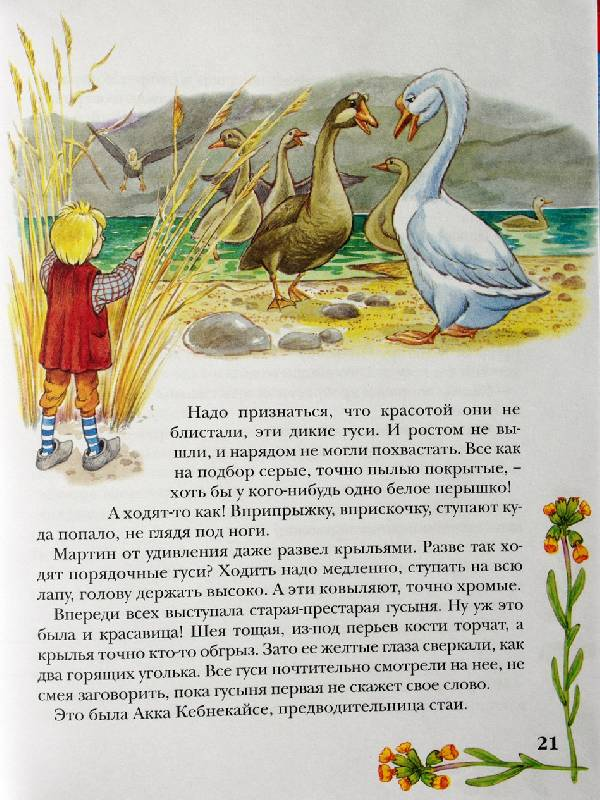 Надо признаться, что красотой они не
блистали, эти дикие гуси. И ростом не вы-
шли, и нарядом не могли похвастать. Все как
на подбор серые, точно пылью покрытые, –
хоть бы у кого-нибудь одно белое перышко!
А ходят-то как! Вприпрыжку, вприскочку, ступают ку-
да попало, не глядя под ноги.
Мартин от удивления даже развел крыльями. Разве так хо-
дят порядочные гуси? Ходить надо медленно, ступать на всю
лапу, голову держать высоко. А эти ковыляют, точно хромые.
Впереди всех выступала старая-престарая гусыня. Ну уж это
была и красавица! Шея тощая, из-под перьев кости торчат, а
крылья точно кто-то обгрыз. Зато ее желтые глаза сверкали, как
два горящих уголька. Все гуси почтительно смотрели на нее, не
смея заговорить, пока гусыня первая не скажет свое слово.
Это была Акка Кебнекайсе, предводительница стаи.
21